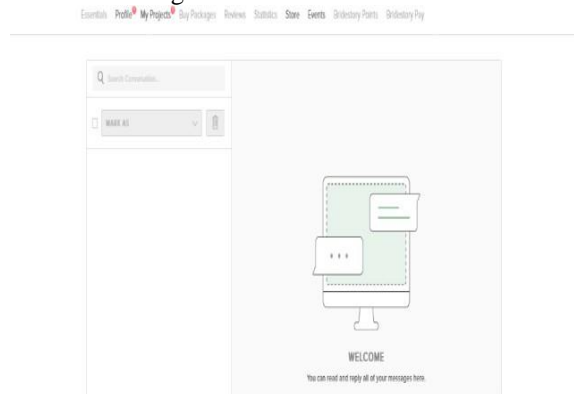 Essentials Profile My Projects Buy Packages Reviews Statistics Store Events Bridestory Points Bridestory Pay
Search Conversation...
MARK AS
WELCOME
You can read and reply all of your messages here.